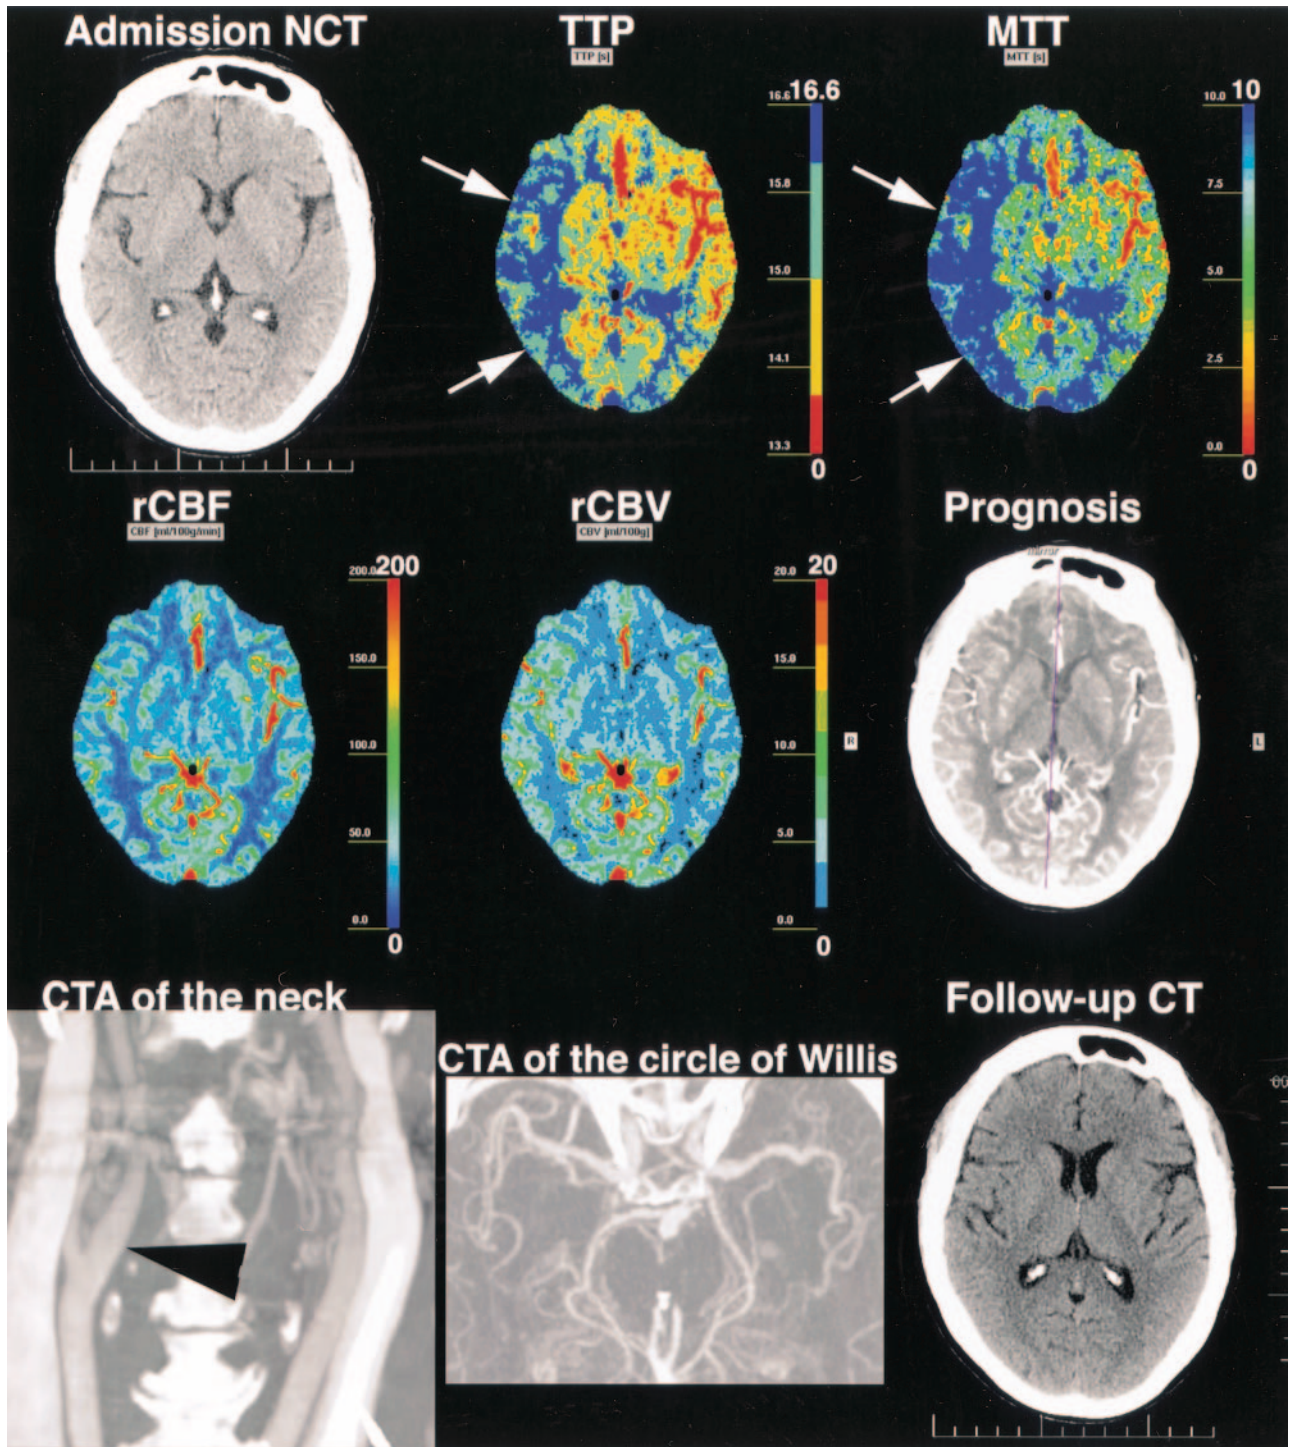 Admission NCT
TTP
MTT
TTP [s]
MTT [s]
16.6 16.6
15.8
15.0
14.1
13.3
0
10.0 10
7.5
5.0
2.5
0.0
0
rCBF
rCBV
Prognosis
CBF [ml/100g/min]
CBV [ml/100g]
mirror
200.0 200
150.0
100.0
50.0
0.0
0
20.0 20
15.0
10.0
5.0
0.0
0
R
L
CTA of the neck
Follow-up CT
CTA of the circle of Willis